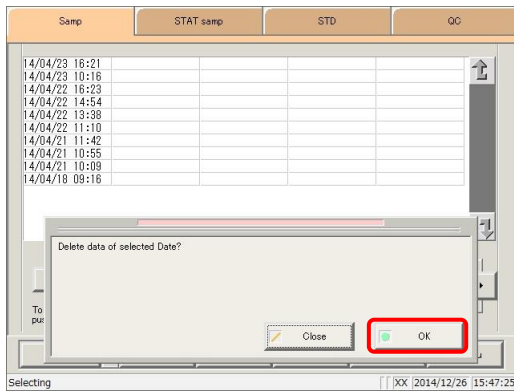 Samp
STAT samp
STD
QC
14/04/23 16:21
14/04/23 10:16
14/04/22 16:23
14/04/22 14:54
14/04/22 13:38
14/04/22 11:10
14/04/21 11:42
14/04/21 10:55
14/04/21 10:09
14/04/18 09:16
Delete data of selected Date?
To
Close
OK
Selecting
XX 2014/12/26 15:47:25